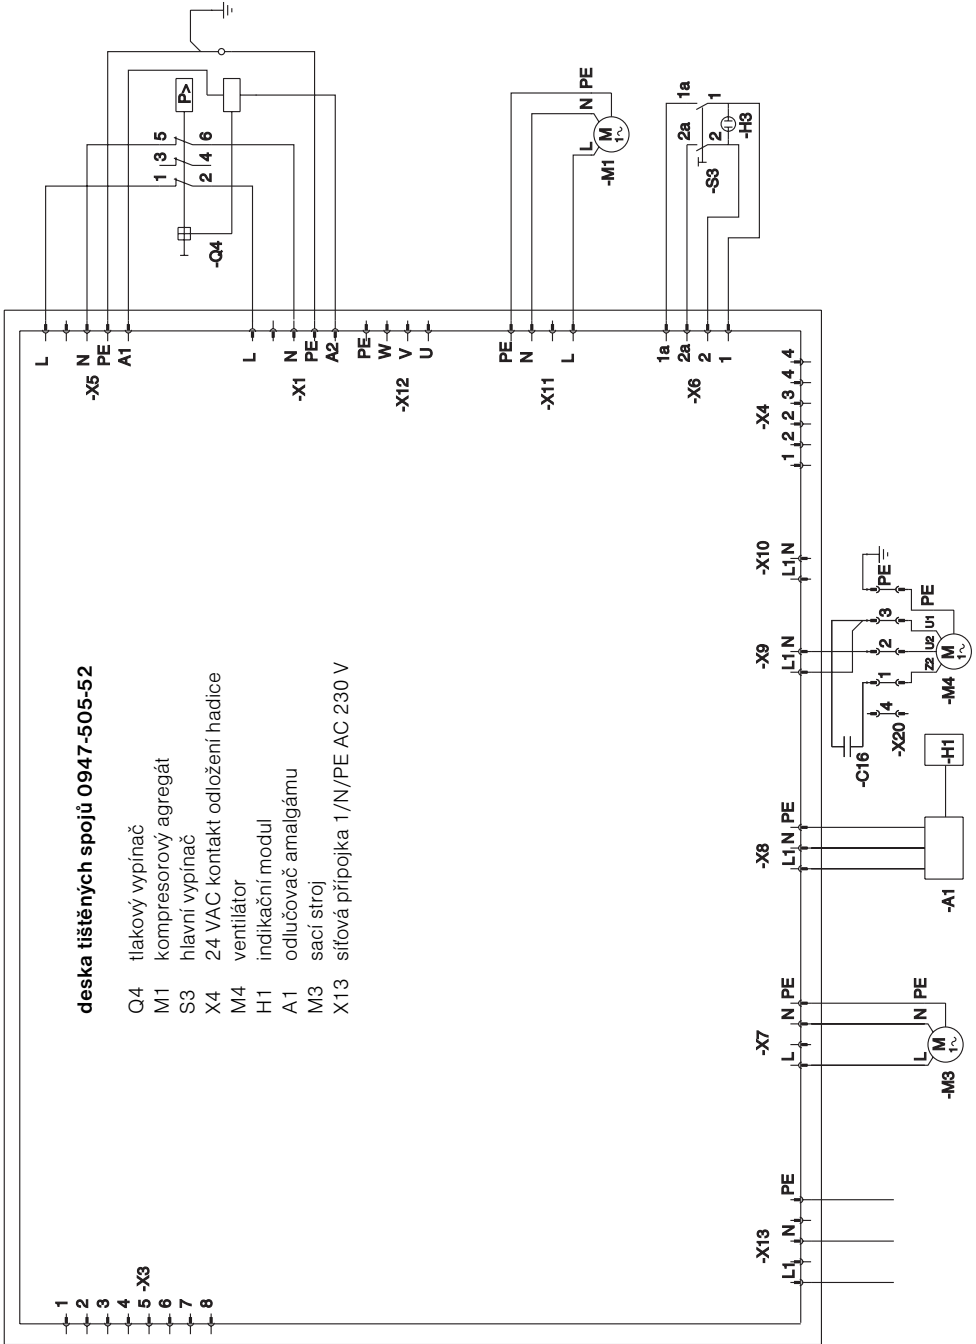 deska tištěných spojů 0947-505-52
Q4 tlakový vypínač
M1 kompresorový agregát
S3 hlavní vypínač
X4 24 VAC kontakt odložení hadice
M4 ventilátor
H1 indikační modul
A1 odlučovač amalgámu
M3 sací stroj
X13 síťová přípojka 1/N/PE AC 230 V
1
2
3
4
5 -X3
6
7
8
L
N
PE
A1
-X5
L
N
PE
A2
-X1
PE
W
V
U
-X12
PE
N
L
-X11
1a
2a
2
1
-X6
P>
1 3 5
2 4 6
-Q4
L N PE
M
1~
-M1
2a 1a
2 1
-S3
-H3
-X13
L1 N PE
-X7
L N PE
-X8
L1 N PE
-X9
L1 N
-X10
L1 N
-X4
1 2 2 3 4 4
L N PE
M
1~
-M3
-A1
-H1
-C16
-X20
4 1 2 3 PE
Z2 U2 U1 PE
M
1~
-M4